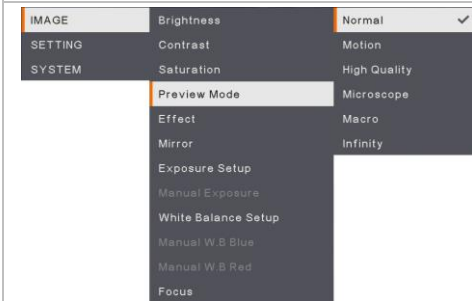 IMAGE
SETTING
SYSTEM
Brightness
Contrast
Saturation
Preview Mode
Effect
Mirror
Exposure Setup
Manual Exposure
White Balance Setup
Manual W.B Blue
Manual W.B Red
Focus
Normal
Motion
High Quality
Microscope
Macro
Infinity